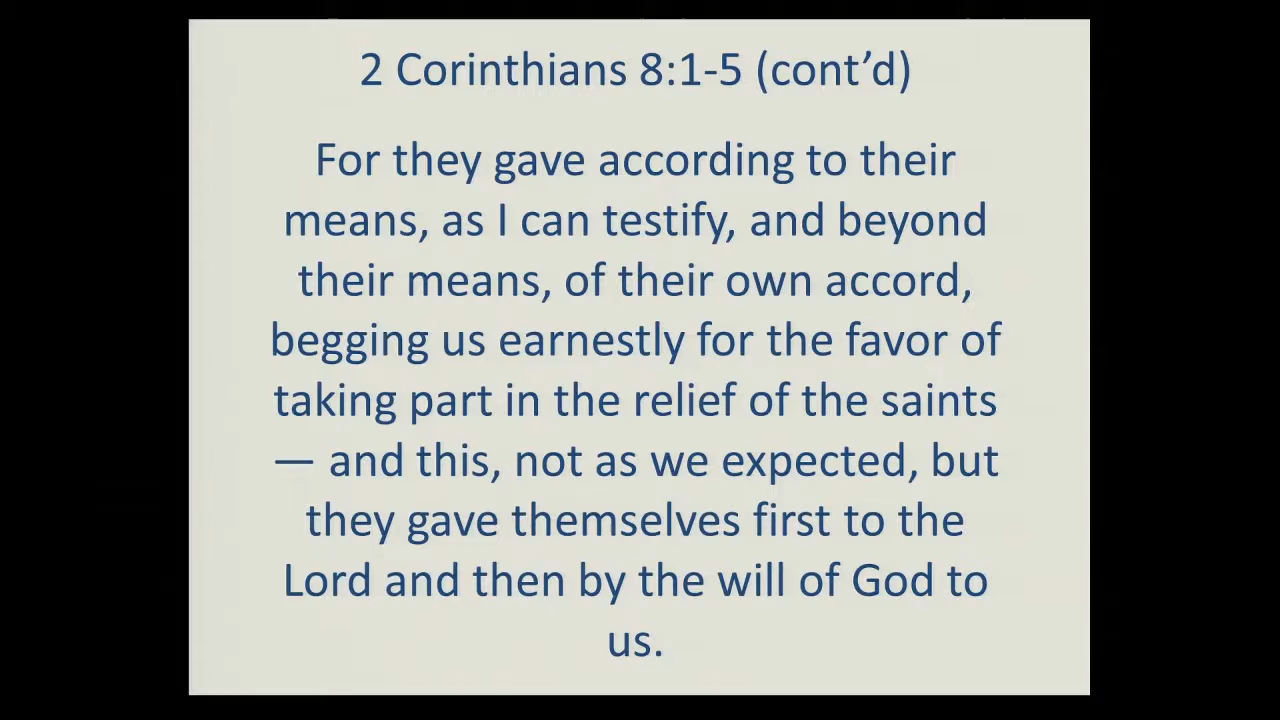 2 Corinthians 8:1-5 (cont’d)
For they gave according to their
means, as I can testify, and beyond
their means, of their own accord,
begging us earnestly for the favor of
taking part in the relief of the saints
— and this, not as we expected, but
they gave themselves first to the
Lord and then by the will of God to
us.